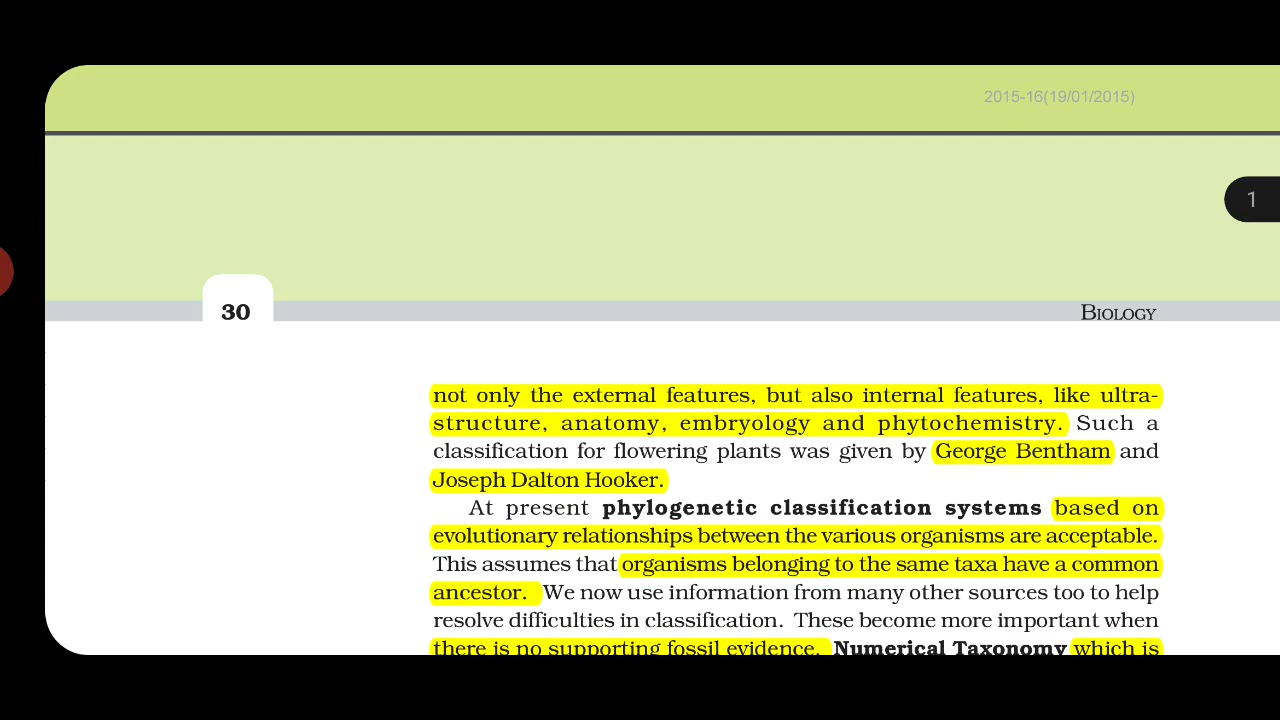 2015-16(19/01/2015)
1
30
BIOLOGY
not only the external features, but also internal features, like ultra-
structure, anatomy, embryology and phytochemistry. Such a
classification for flowering plants was given by George Bentham and
Joseph Dalton Hooker.
At present phylogenetic classification systems based on
evolutionary relationships between the various organisms are acceptable.
This assumes that organisms belonging to the same taxa have a common
ancestor. We now use information from many other sources too to help
resolve difficulties in classification. These become more important when
there is no supporting fossil evidence. Numerical Taxonomy which is